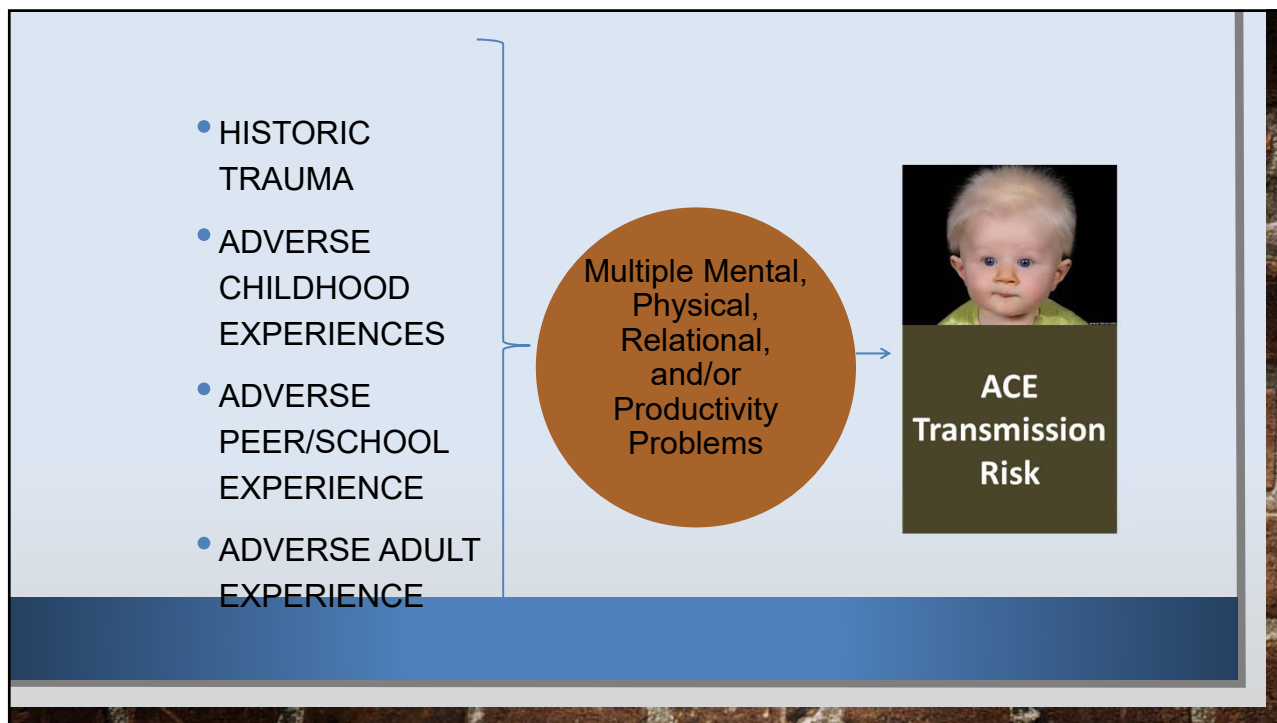 • HISTORIC
TRAUMA
• ADVERSE
CHILDHOOD
EXPERIENCES
• ADVERSE
PEER/SCHOOL
EXPERIENCE
• ADVERSE ADULT
EXPERIENCE
Multiple Mental,
Physical,
Relational,
and/or
Productivity
Problems
ACE
Transmission
Risk